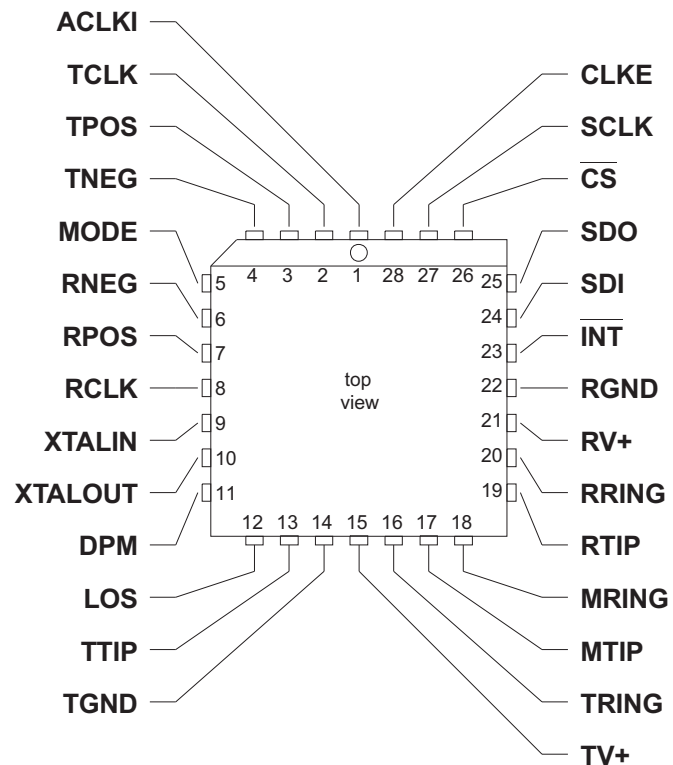 ACLKI
TCLK
TPOS
TNEG
MODE
RNEG
RPOS
RCLK
XTALIN
XTALOUT
DPM
LOS
TTIP
TGND
CLKE
SCLK
C̅S̅
SDO
SDI
I̅N̅T̅
RGND
RV+
RRING
RTIP
MRING
MTIP
TRING
TV+
4 3 2 1 28 27 26
5
6
7
8
9
10
11
25
24
23
22
21
20
19
top
view
12 13 14 15 16 17 18